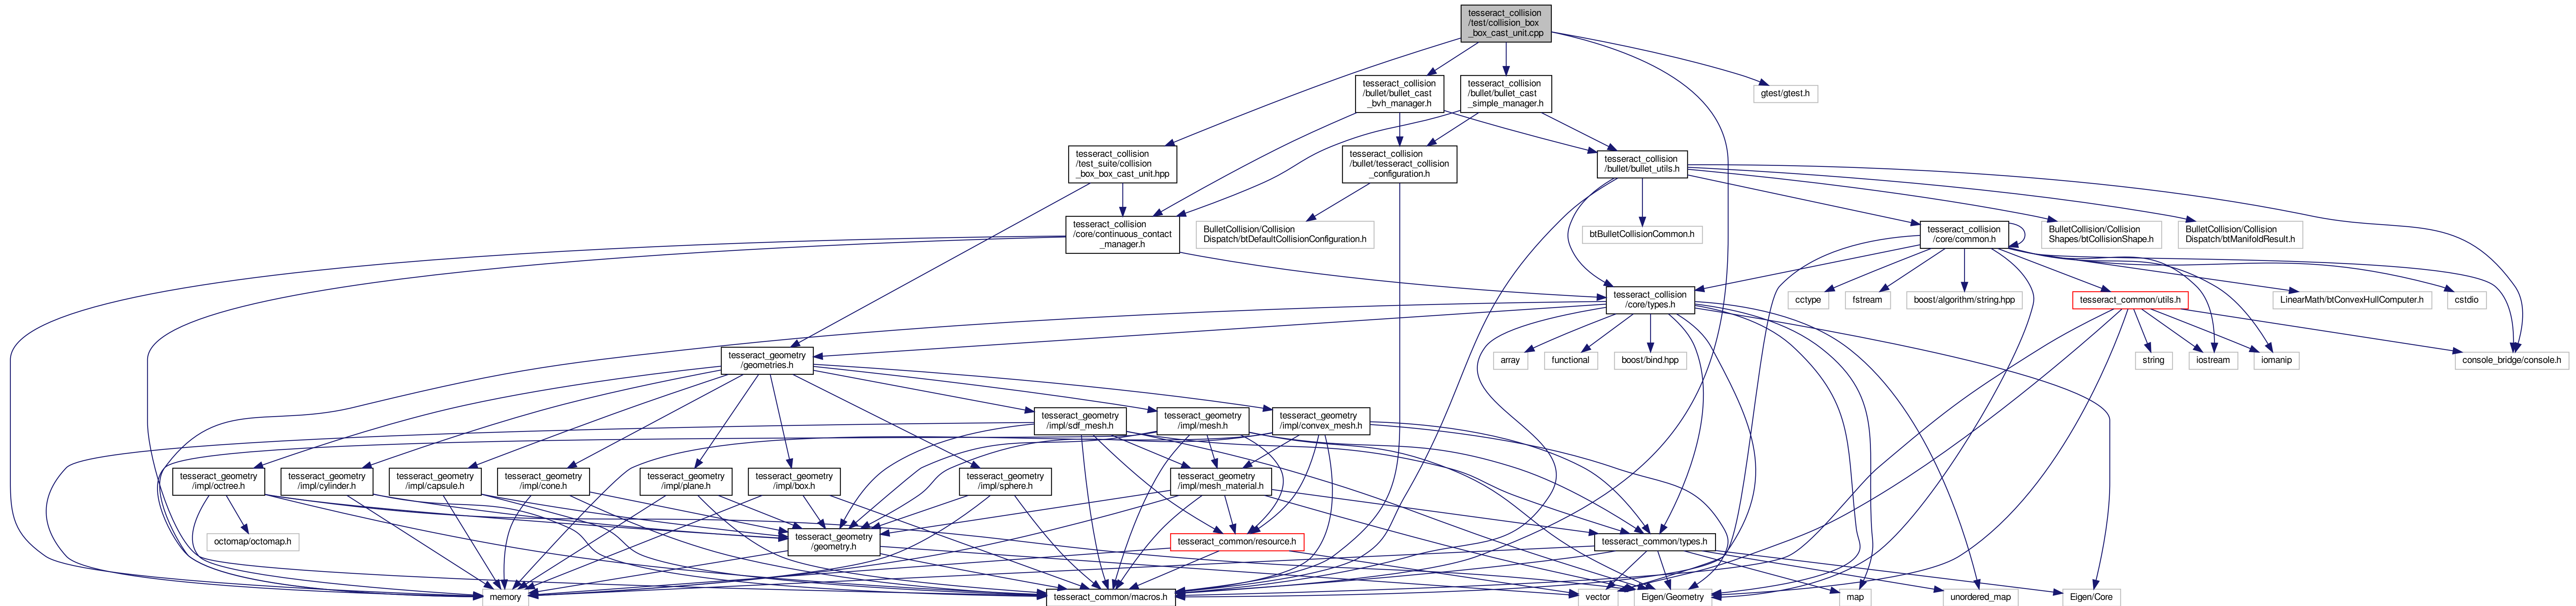 tesseract_collision
/test/collision_box
_box_cast_unit.cpp
tesseract_collision
/bullet/bullet_cast
_bvh_manager.h
tesseract_collision
/bullet/bullet_cast
_simple_manager.h
gtest/gtest.h
tesseract_collision
/test_suite/collision
_box_box_cast_unit.hpp
tesseract_collision
/bullet/tesseract_collision
_configuration.h
tesseract_collision
/bullet/bullet_utils.h
tesseract_collision
/core/continuous_contact
_manager.h
BulletCollision/Collision
Dispatch/btDefaultCollisionConfiguration.h
btBulletCollisionCommon.h
tesseract_collision
/core/common.h
BulletCollision/Collision
Shapes/btCollisionShape.h
BulletCollision/Collision
Dispatch/btManifoldResult.h
tesseract_collision
/core/types.h
cctype
fstream
boost/algorithm/string.hpp
tesseract_common/utils.h
LinearMath/btConvexHullComputer.h
cstdio
tesseract_geometry
/geometries.h
array
functional
boost/bind.hpp
string
iostream
iomanip
console_bridge/console.h
tesseract_geometry
/impl/sdf_mesh.h
tesseract_geometry
/impl/mesh.h
tesseract_geometry
/impl/convex_mesh.h
tesseract_geometry
/impl/octree.h
tesseract_geometry
/impl/cylinder.h
tesseract_geometry
/impl/capsule.h
tesseract_geometry
/impl/cone.h
tesseract_geometry
/impl/plane.h
tesseract_geometry
/impl/box.h
tesseract_geometry
/impl/sphere.h
tesseract_geometry
/impl/mesh_material.h
octomap/octomap.h
tesseract_geometry
/geometry.h
tesseract_common/resource.h
tesseract_common/types.h
memory
tesseract_common/macros.h
vector
Eigen/Geometry
map
unordered_map
Eigen/Core